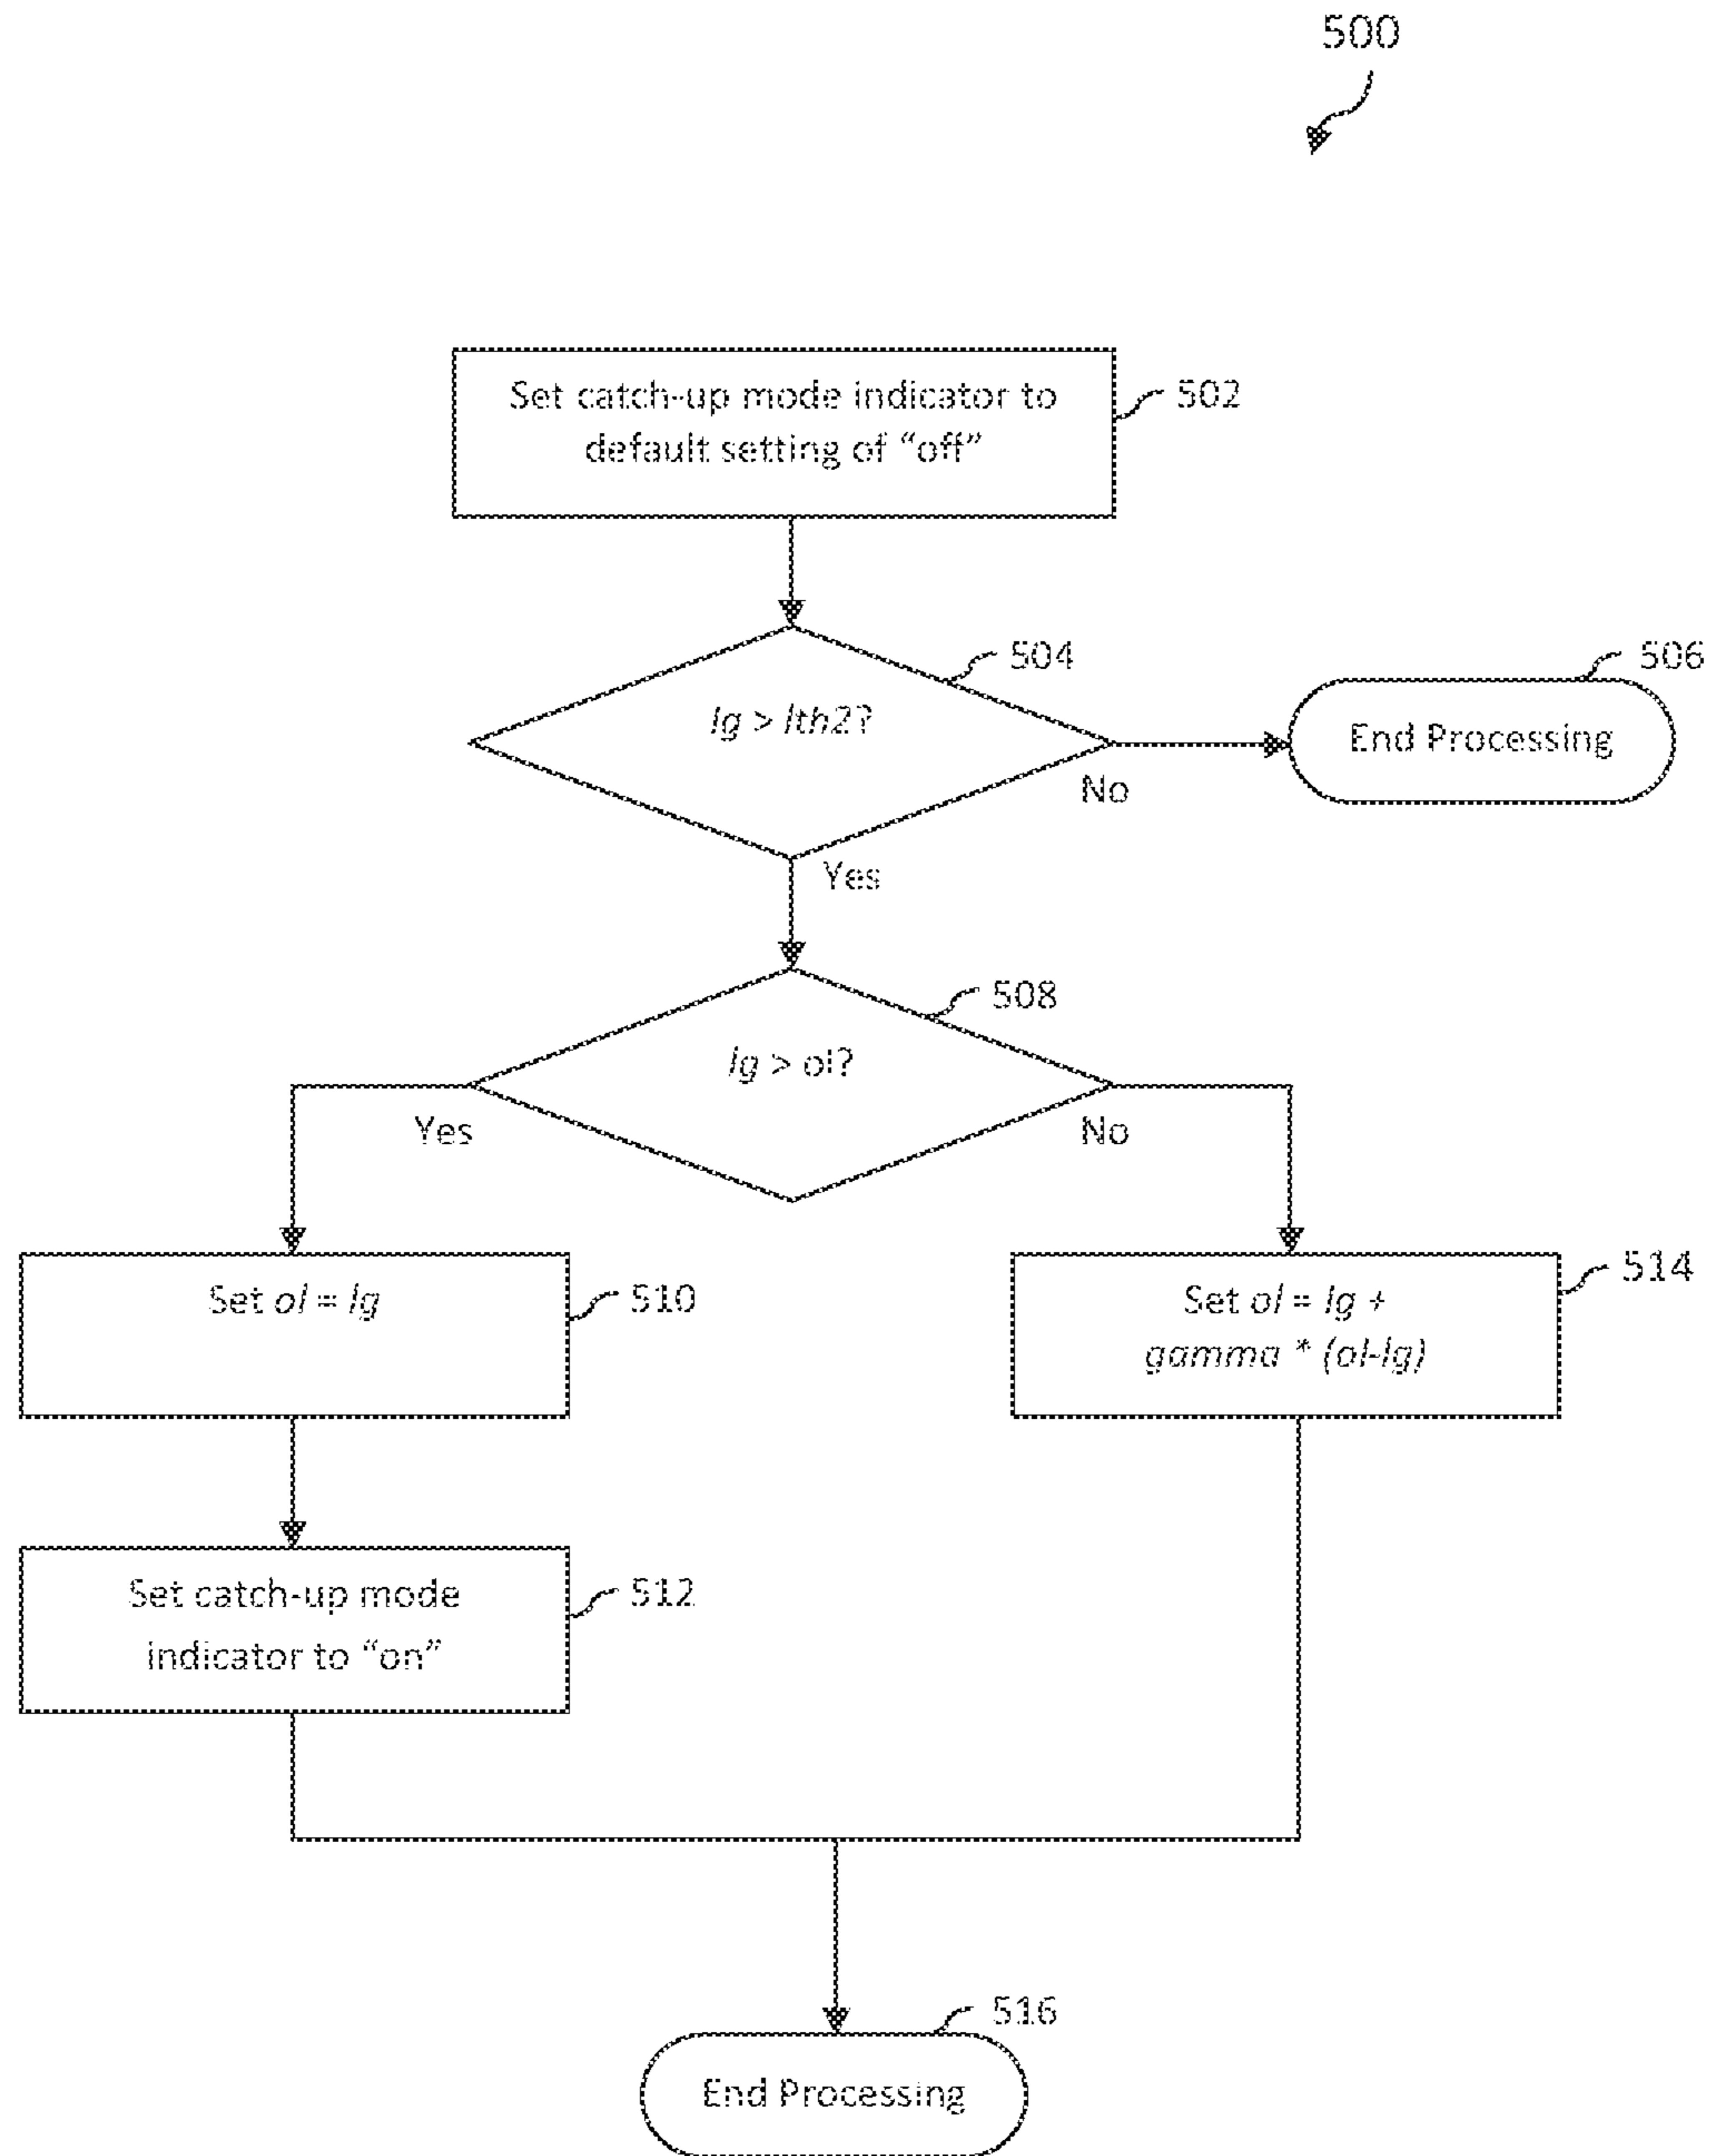 500
Set catch-up mode indicator to
default setting of “off”
502
lg > lth2?
504
No
End Processing
506
Yes
lg > ol?
508
Yes
No
Set ol = lg
510
Set ol = lg +
gamma * (ol-lg)
514
Set catch-up mode
indicator to “on”
512
End Processing
516